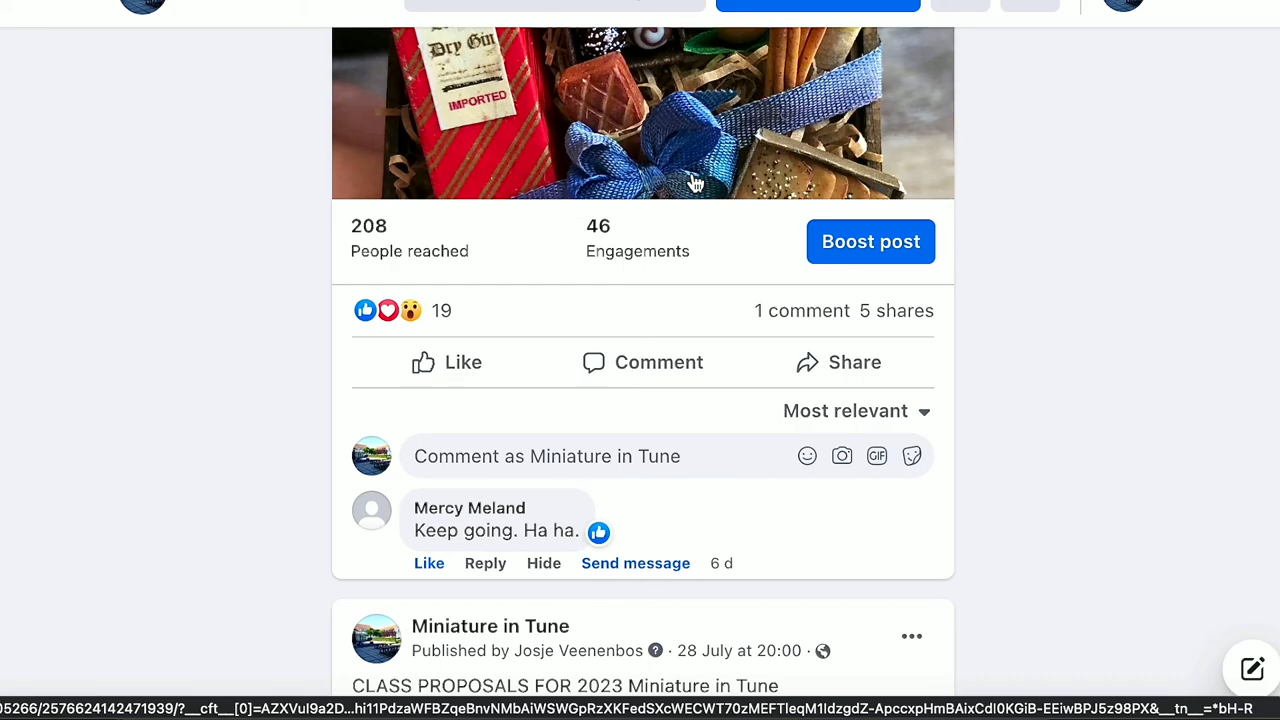 Dry Gin
IMPORTED
208
46
People reached
Engagements
Boost post
19
1 comment 5 shares
Like
Comment
Share
Most relevant
Comment as Miniature in Tune
GIF
Mercy Meland
Keep going. Ha ha.
Like Reply Hide Send message 6 d
Miniature in Tune
Published by Josje Veenenbos · 28 July at 20:00 ·
CLASS PROPOSALS FOR 2023 Miniature in Tune